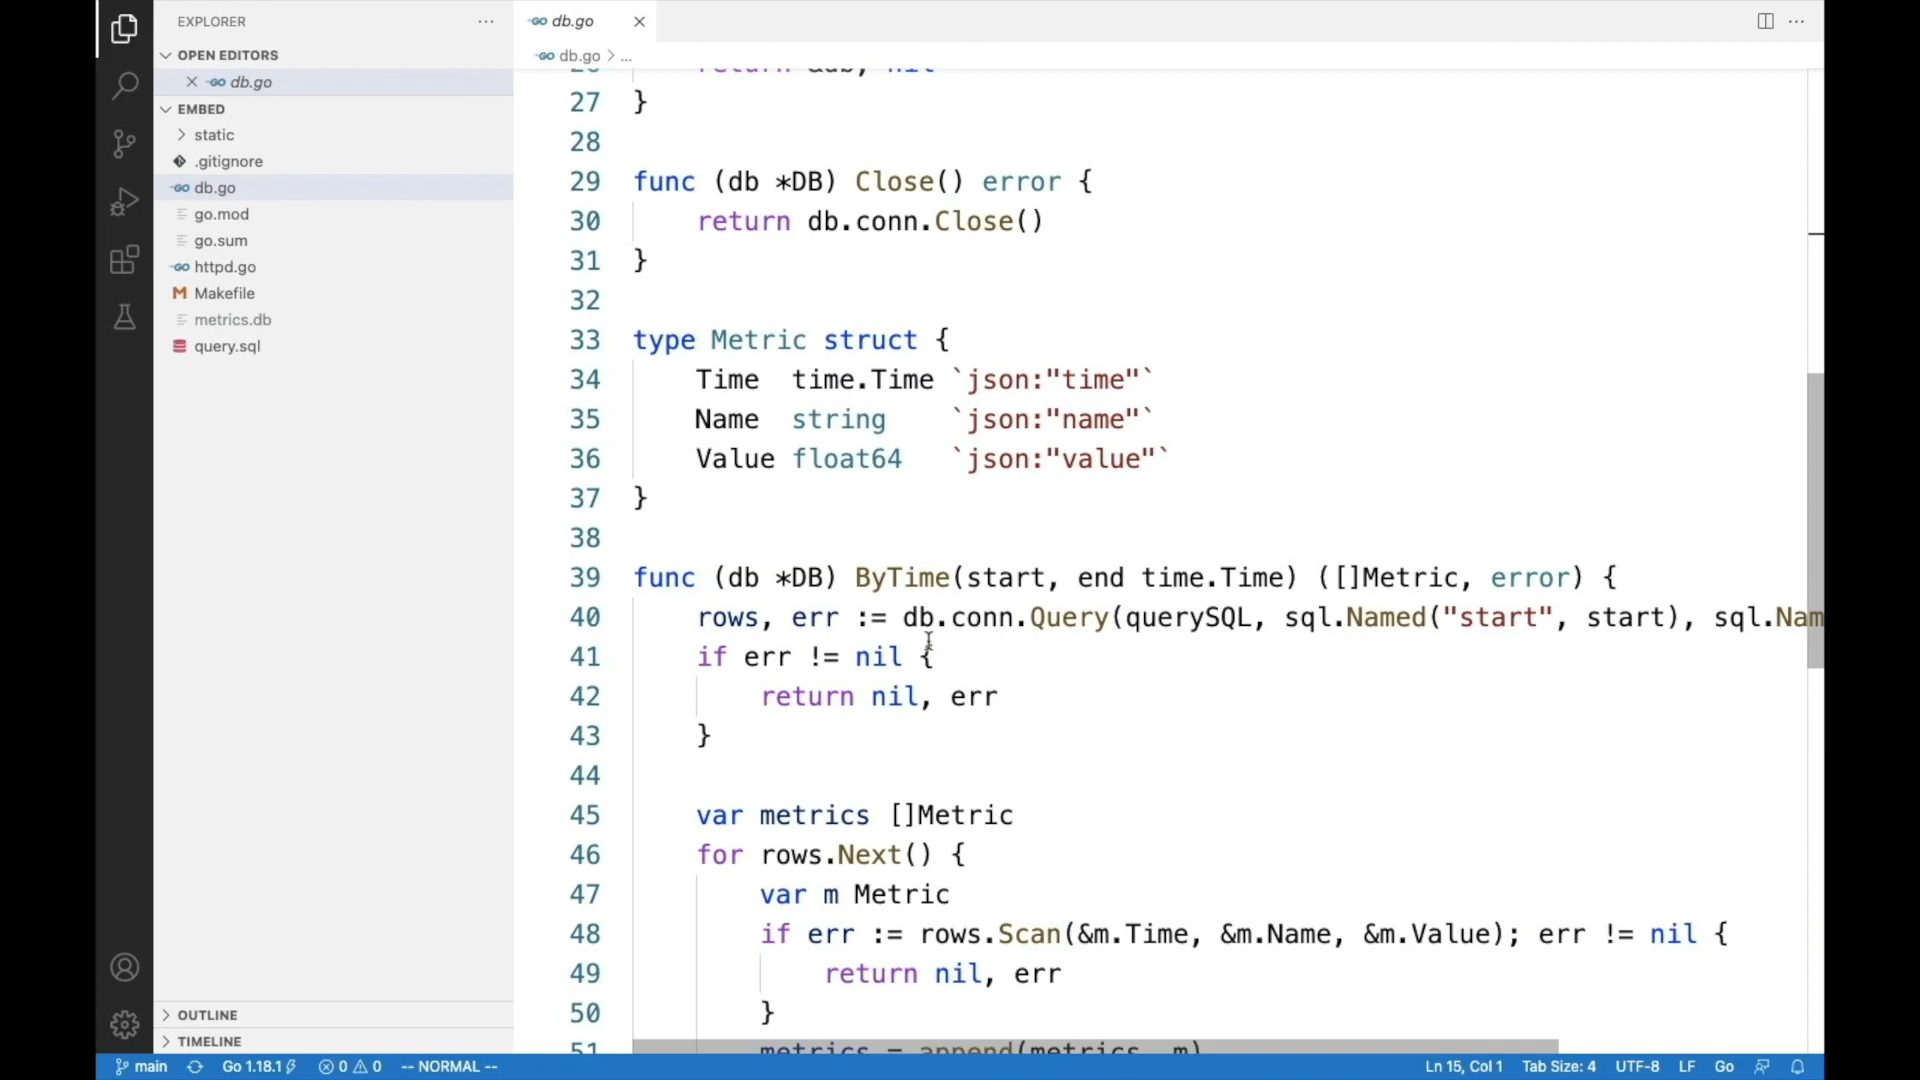 EXPLORER
OPEN EDITORS
db.go
EMBED
static
.gitignore
db.go
go.mod
go.sum
httpd.go
Makefile
metrics.db
query.sql
OUTLINE
TIMELINE
db.go
db.go > ...
return &db, nil
27 }
28
29 func (db *DB) Close() error {
30 return db.conn.Close()
31 }
32
33 type Metric struct {
34 Time time.Time `json:"time"`
35 Name string `json:"name"`
36 Value float64 `json:"value"`
37 }
38
39 func (db *DB) ByTime(start, end time.Time) ([]Metric, error) {
40 rows, err := db.conn.Query(querySQL, sql.Named("start", start), sql.Nam
41 if err != nil {
42 return nil, err
43 }
44
45 var metrics []Metric
46 for rows.Next() {
47 var m Metric
48 if err := rows.Scan(&m.Time, &m.Name, &m.Value); err != nil {
49 return nil, err
50 }
51 metrics = append(metrics, m)
main Go 1.18.1 0 0 -- NORMAL -- Ln 15, Col 1 Tab Size: 4 UTF-8 LF Go